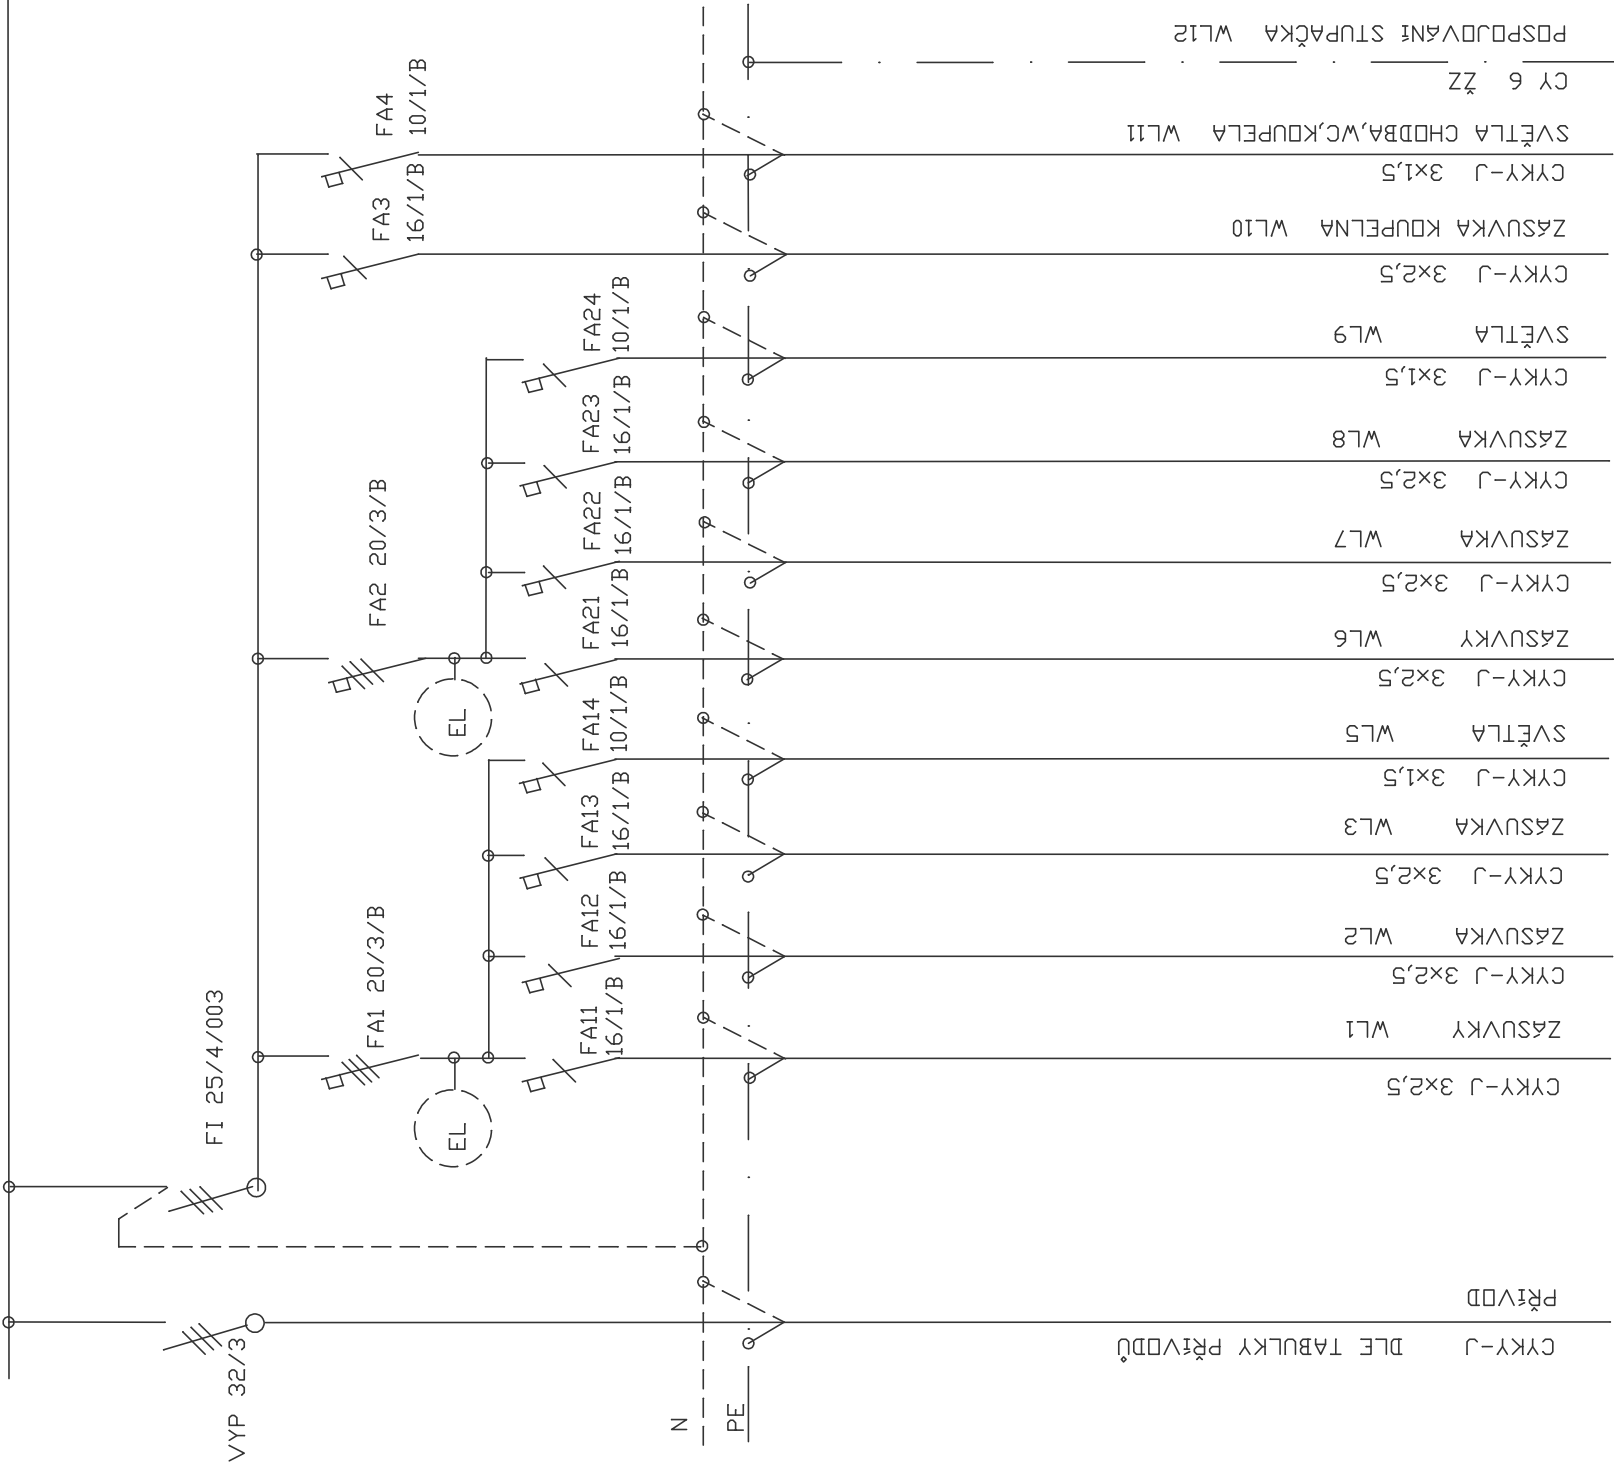 POSPOJOVÁNÍ STUPAČKA WL12
CY 6 ŽZ
FA4
10/1/B
SVĚTLA CHODBA,WC,KOUPELA WL11
CYKY-J 3x1,5
FA3
16/1/B
ZÁSUVKA KOUPELNA WL10
CYKY-J 3x2,5
FA24
10/1/B
SVĚTLA WL9
CYKY-J 3x1,5
FA23
16/1/B
ZÁSUVKA WL8
CYKY-J 3x2,5
FA2 20/3/B
FA22
16/1/B
ZÁSUVKA WL7
CYKY-J 3x2,5
FA21
16/1/B
ZÁSUVKY WL6
CYKY-J 3x2,5
EL
FA14
10/1/B
SVĚTLA WL5
CYKY-J 3x1,5
FA13
16/1/B
ZÁSUVKA WL3
CYKY-J 3x2,5
FA1 20/3/B
FA12
16/1/B
ZÁSUVKA WL2
CYKY-J 3x2,5
FI 25/4/003
FA11
16/1/B
ZÁSUVKY WL1
CYKY-J 3x2,5
EL
PŘÍVOD
CYKY-J DLE TABULKY PŘÍVODŮ
VYP 32/3
N
PE